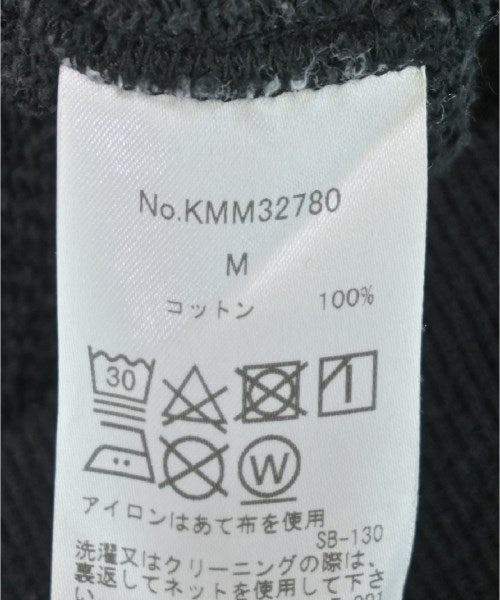 No.KMM32780
M
コットン 100%
30
W
アイロンはあて布を使用
SB-130
洗濯又はクリーニングの際は、
裏返してネットを使用して下さ
い